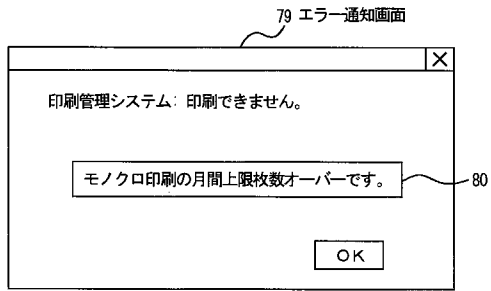 79 エラー通知画面
印刷管理システム: 印刷できません。
モノクロ印刷の月間上限枚数オーバーです。
80
OK